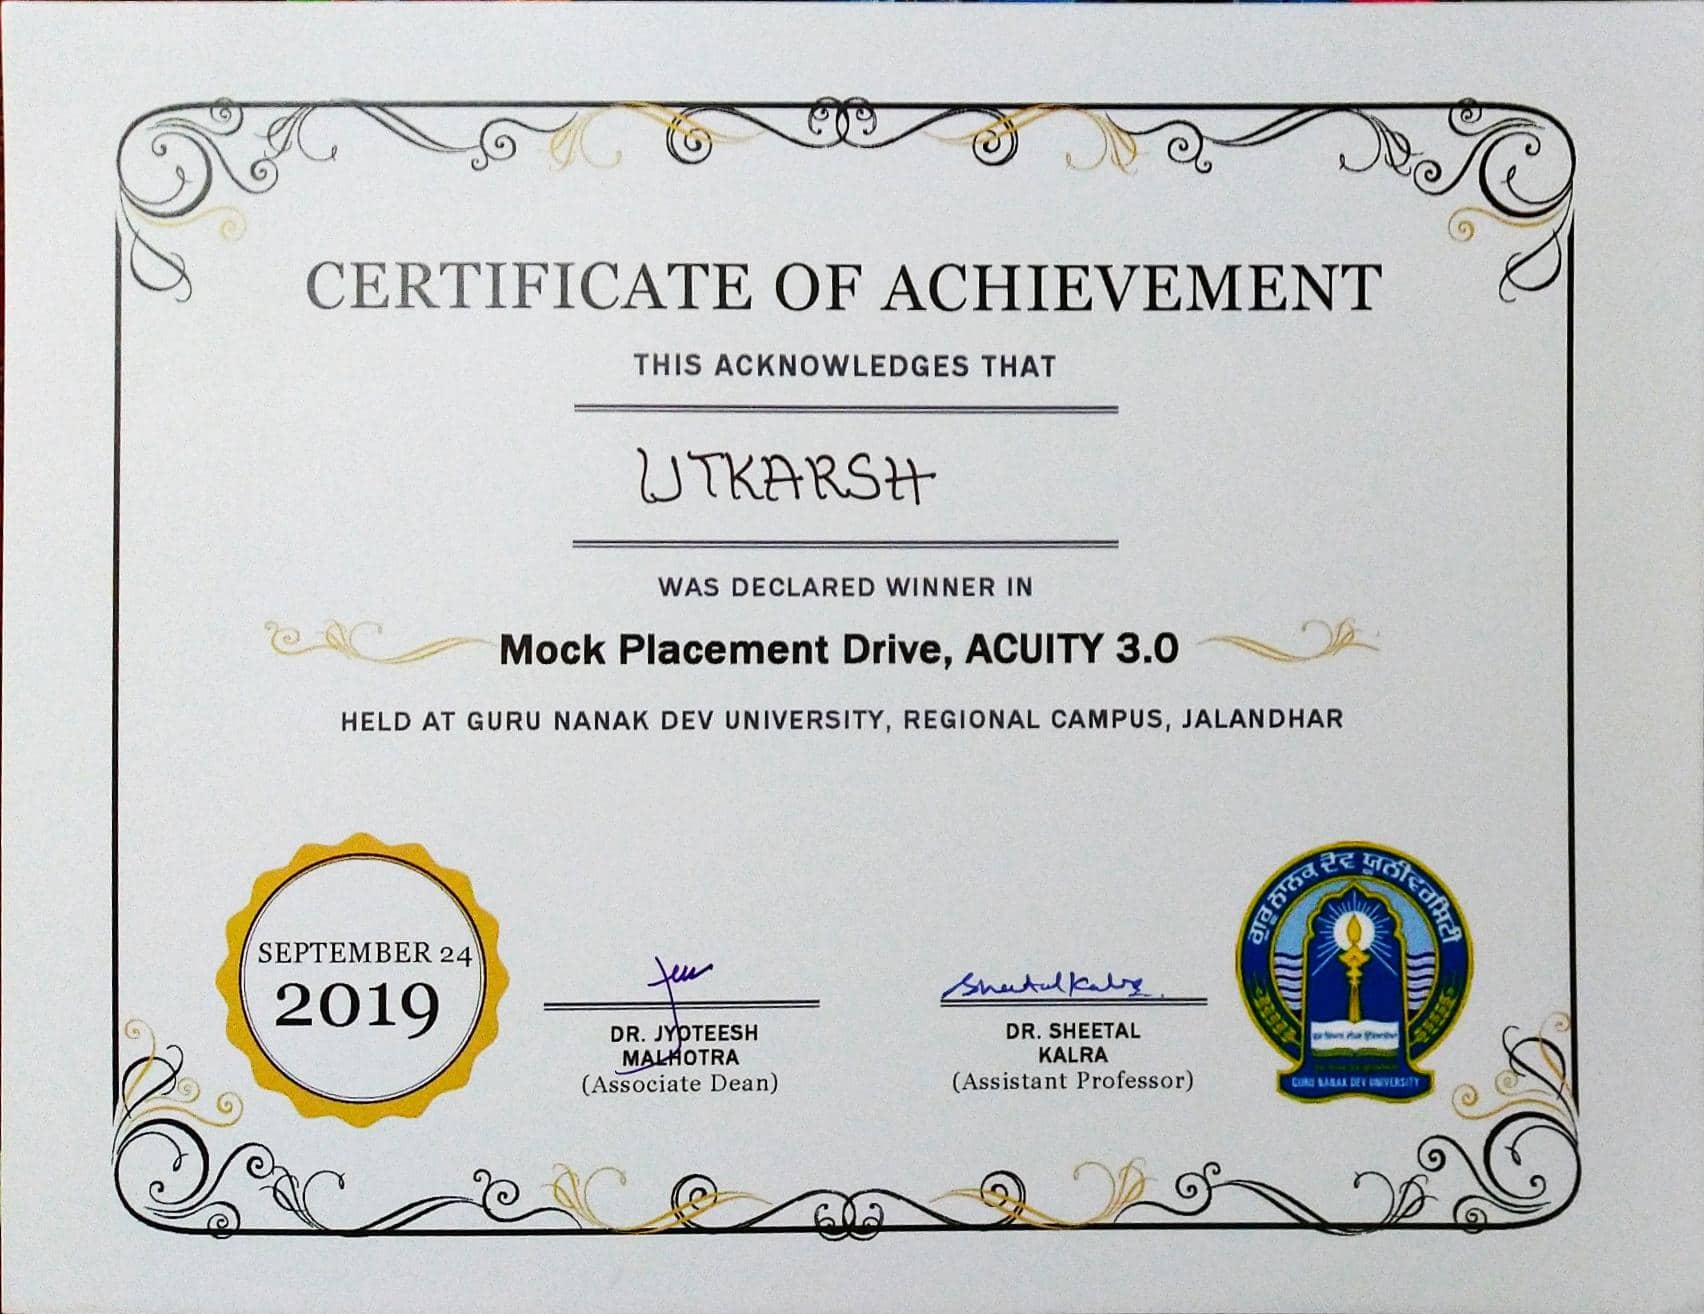 CERTIFICATE OF ACHIEVEMENT
THIS ACKNOWLEDGES THAT
UTKARSH
WAS DECLARED WINNER IN
Mock Placement Drive, ACUITY 3.0
HELD AT GURU NANAK DEV UNIVERSITY, REGIONAL CAMPUS, JALANDHAR
SEPTEMBER 24
2019
Sheetal Kalra
DR. JYOTEESH
MALHOTRA
(Associate Dean)
DR. SHEETAL
KALRA
(Assistant Professor)
ਗੁਰੂ ਨਾਨਕ ਦੇਵ ਯੂਨੀਵਰਸਿਟੀ
GURU NANAK DEV UNIVERSITY